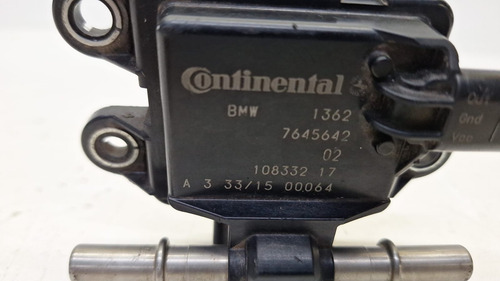 Continental
BMW 1362
7645642
02
108332 17
A 3 33/15 00064
Out
Gnd
Vcc